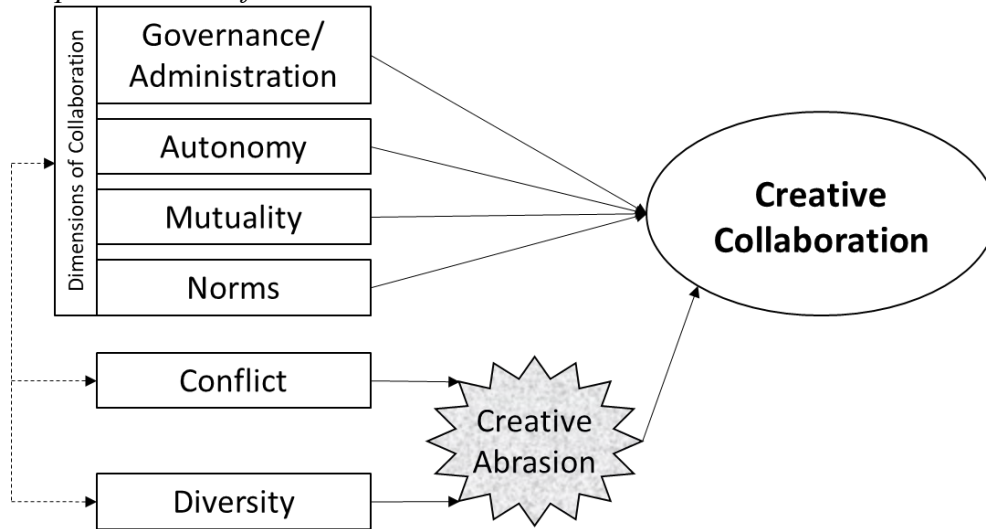 Governance/
Administration
Dimensions of Collaboration
Autonomy
Mutuality
Norms
Creative
Collaboration
Conflict
Creative
Abrasion
Diversity